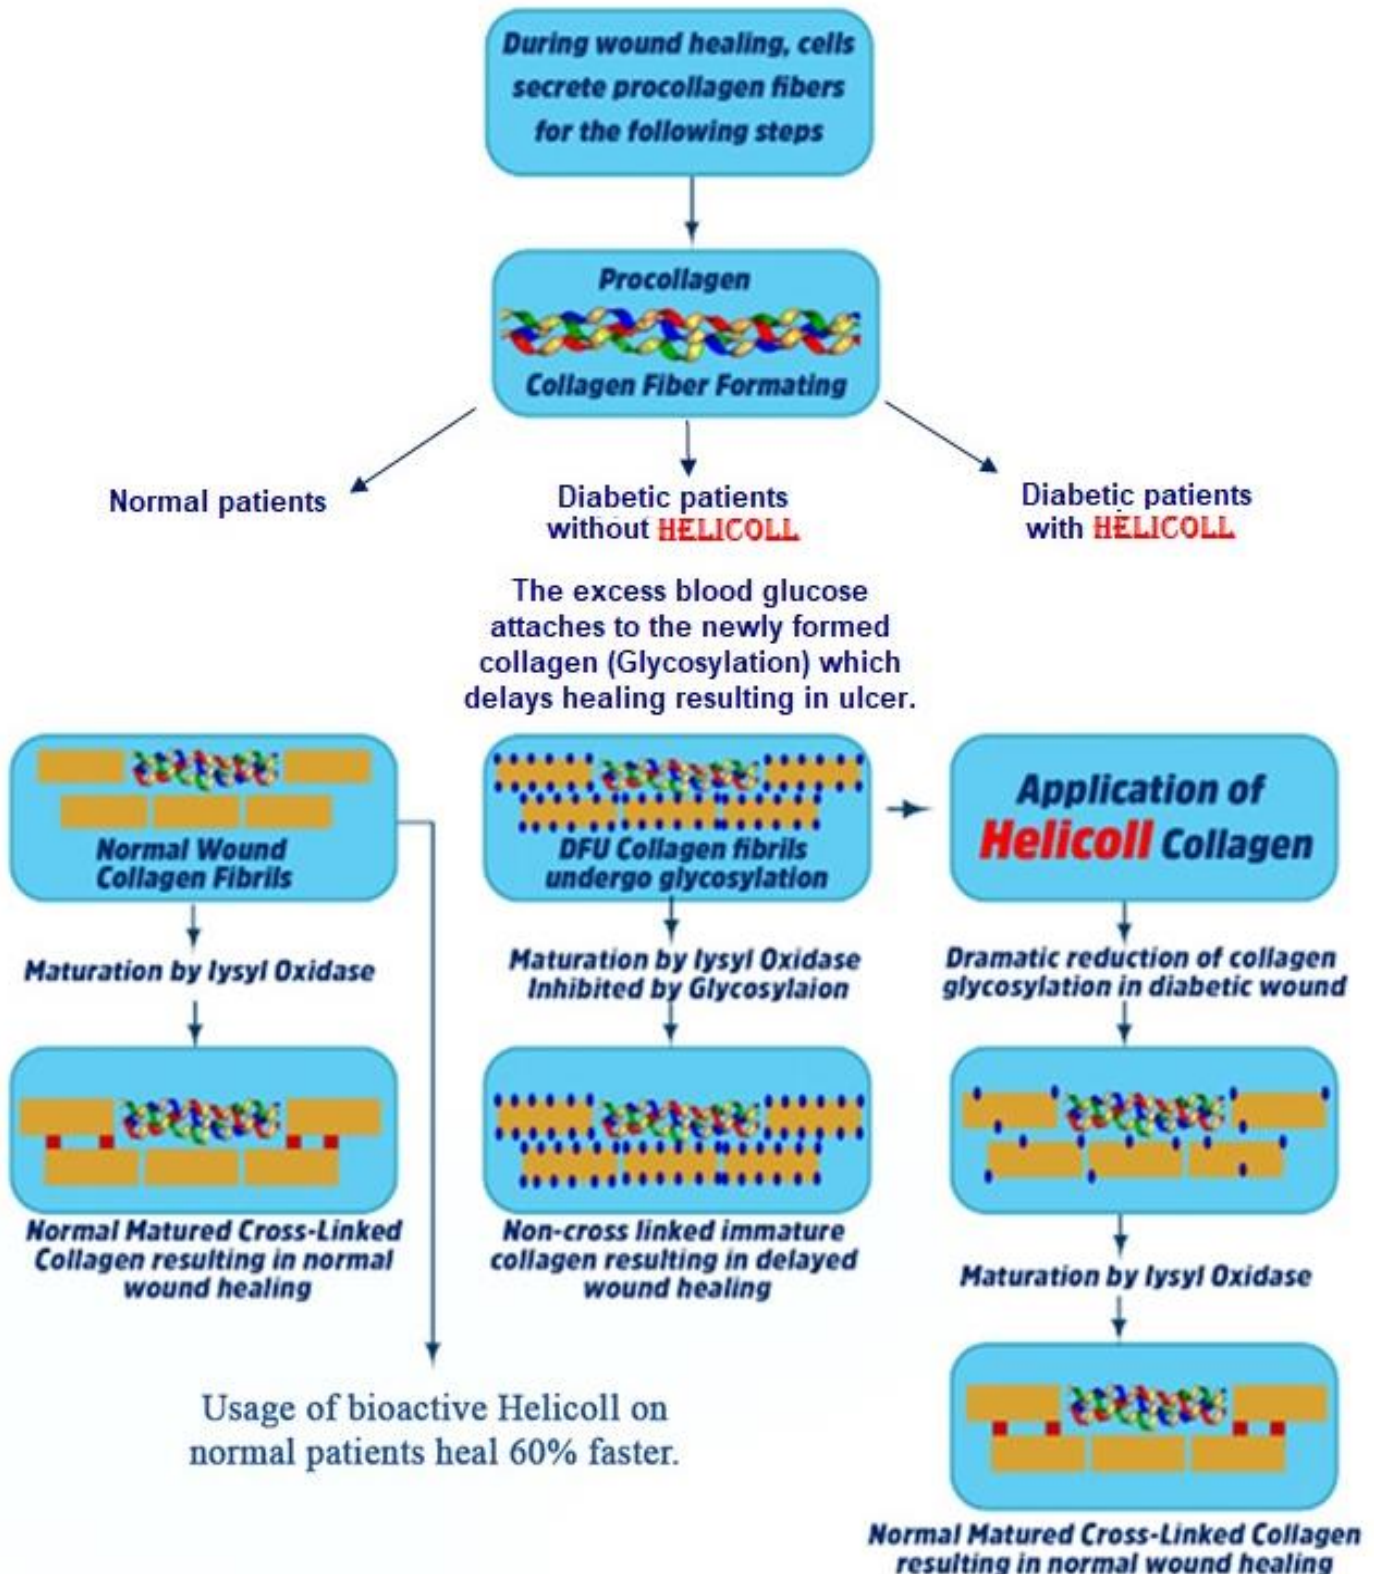 During wound healing, cells
secrete procollagen fibers
for the following steps
Procollagen
Collagen Fiber Formating
Normal patients
Diabetic patients
without HELICOLL
Diabetic patients
with HELICOLL
The excess blood glucose
attaches to the newly formed
collagen (Glycosylation) which
delays healing resulting in ulcer.
Normal Wound
Collagen Fibrils
Maturation by lysyl Oxidase
Normal Matured Cross-Linked
Collagen resulting in normal
wound healing
Usage of bioactive Helicoll on
normal patients heal 60% faster.
DFU Collagen fibrils
undergo glycosylation
Maturation by lysyl Oxidase
Inhibited by Glycosylaion
Non-cross linked immature
collagen resulting in delayed
wound healing
Application of
Helicoll Collagen
Dramatic reduction of collagen
glycosylation in diabetic wound
Maturation by lysyl Oxidase
Normal Matured Cross-Linked Collagen
resulting in normal wound healing